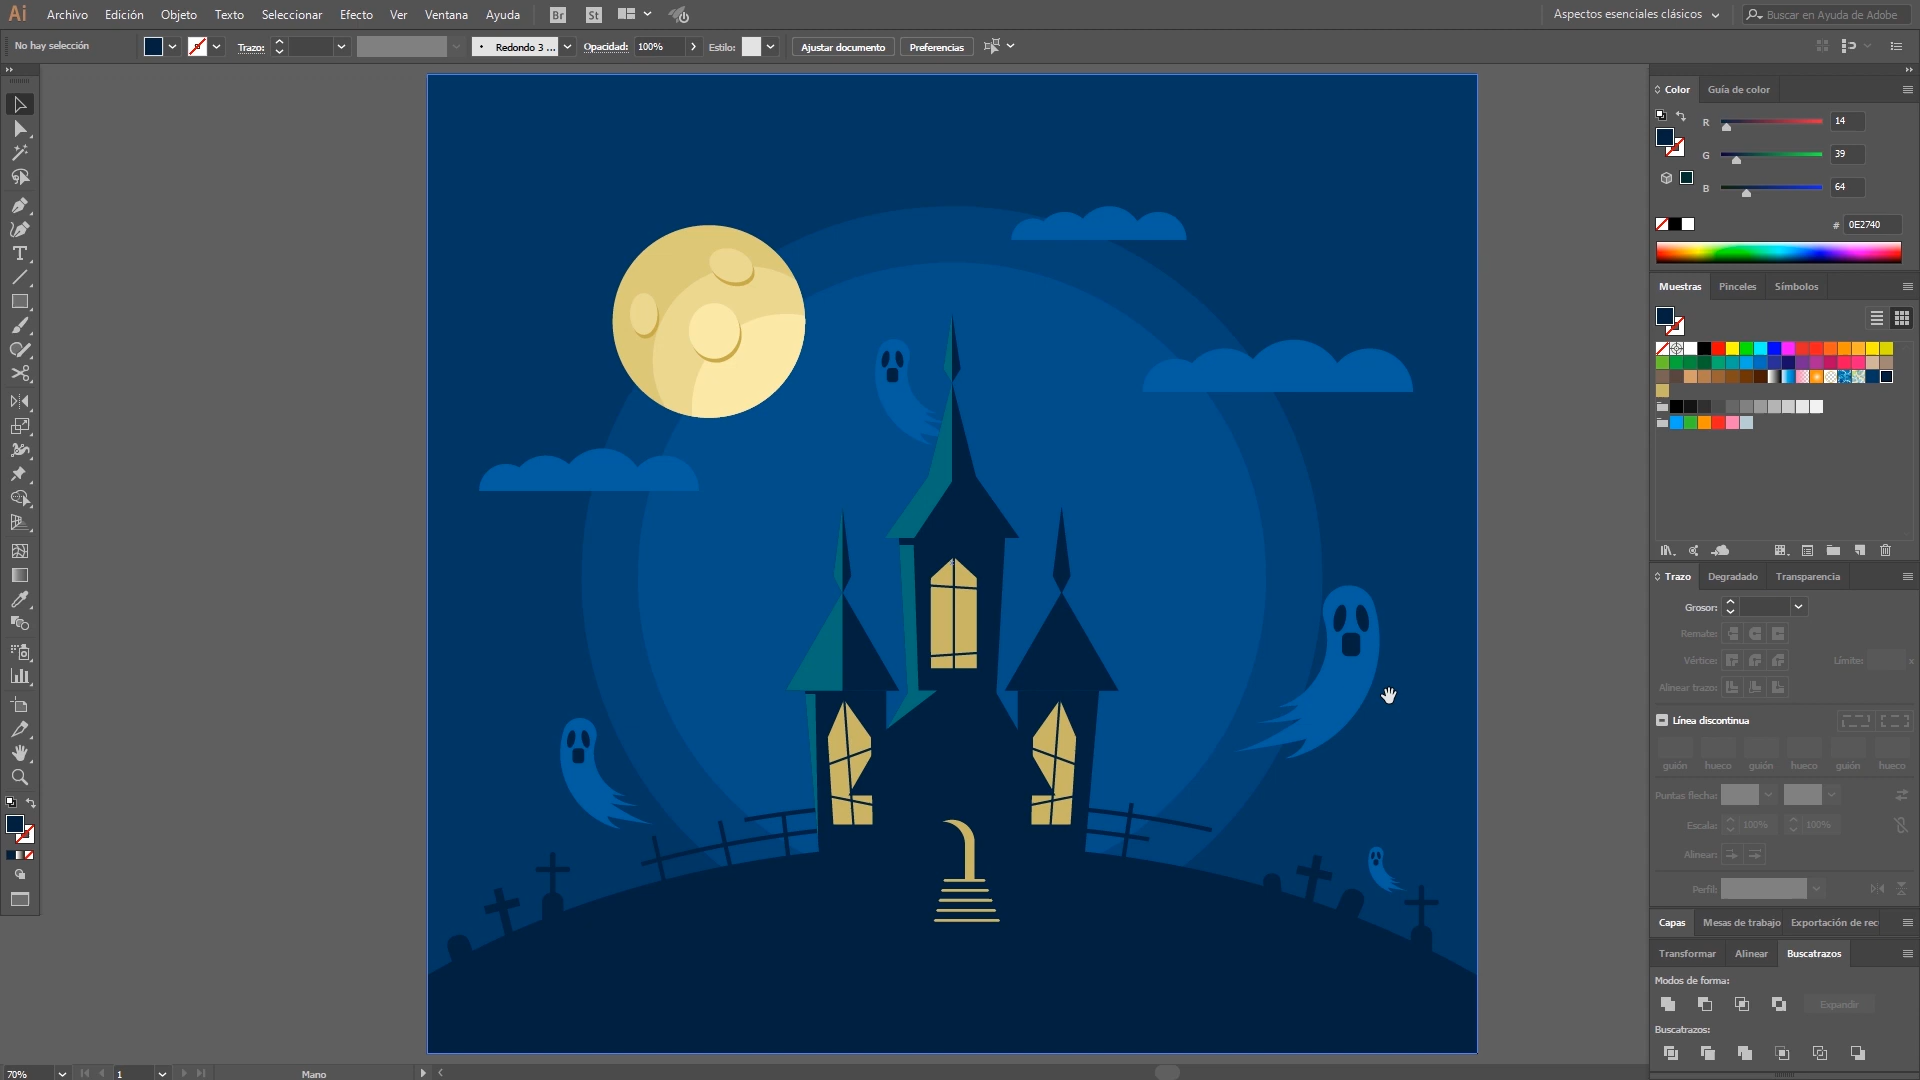 Ai Archivo Edición Objeto Texto Seleccionar Efecto Ver Ventana Ayuda Br St Aspectos esenciales clásicos Buscar en Ayuda de Adobe
No hay selección Trazo: Redondo 3 ... Opacidad: 100% Estilo: Ajustar documento Preferencias
Color Guía de color
R 14
G 39
B 64
# 0E2740
Muestras Pinceles Símbolos
Trazo Degradado Transparencia
Grosor:
Remate:
Vértice: Límite: x
Alinear trazo:
Línea discontinua
guión hueco guión hueco guión hueco
Puntas flecha:
Escala: 100% 100%
Alinear:
Perfil:
Capas Mesas de trabajo Exportación de rec
Transformar Alinear Buscatrazos
Modos de forma:
Expandir
Buscatrazos:
70% 1 Mano